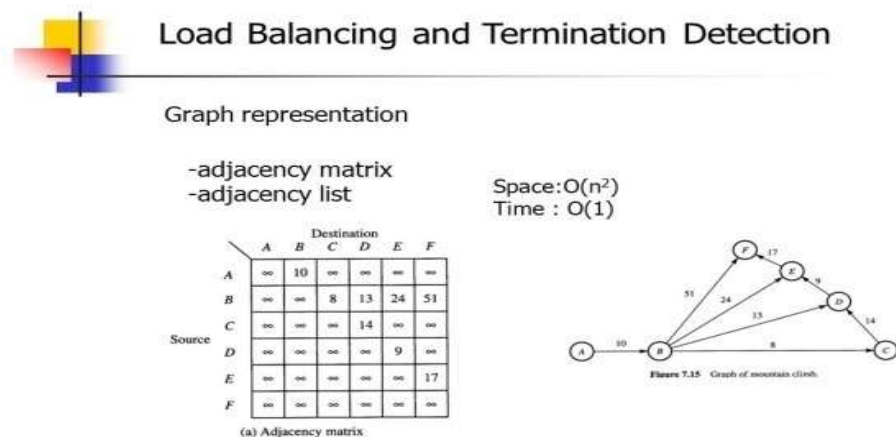 Load Balancing and Termination Detection
Graph representation
-adjacency matrix
-adjacency list
Space:O(n²)
Time : O(1)
Destination
A B C D E F
A ∞ 10 ∞ ∞ ∞ ∞
B ∞ ∞ 8 13 24 51
C ∞ ∞ ∞ 14 ∞ ∞
Source
D ∞ ∞ ∞ ∞ 9 ∞
E ∞ ∞ ∞ ∞ ∞ 17
F ∞ ∞ ∞ ∞ ∞ ∞
(a) Adjacency matrix
F 17
E
9
51 24 D
13 14
A 10 B 8 C
Figure 7.15 Graph of mountain climb.